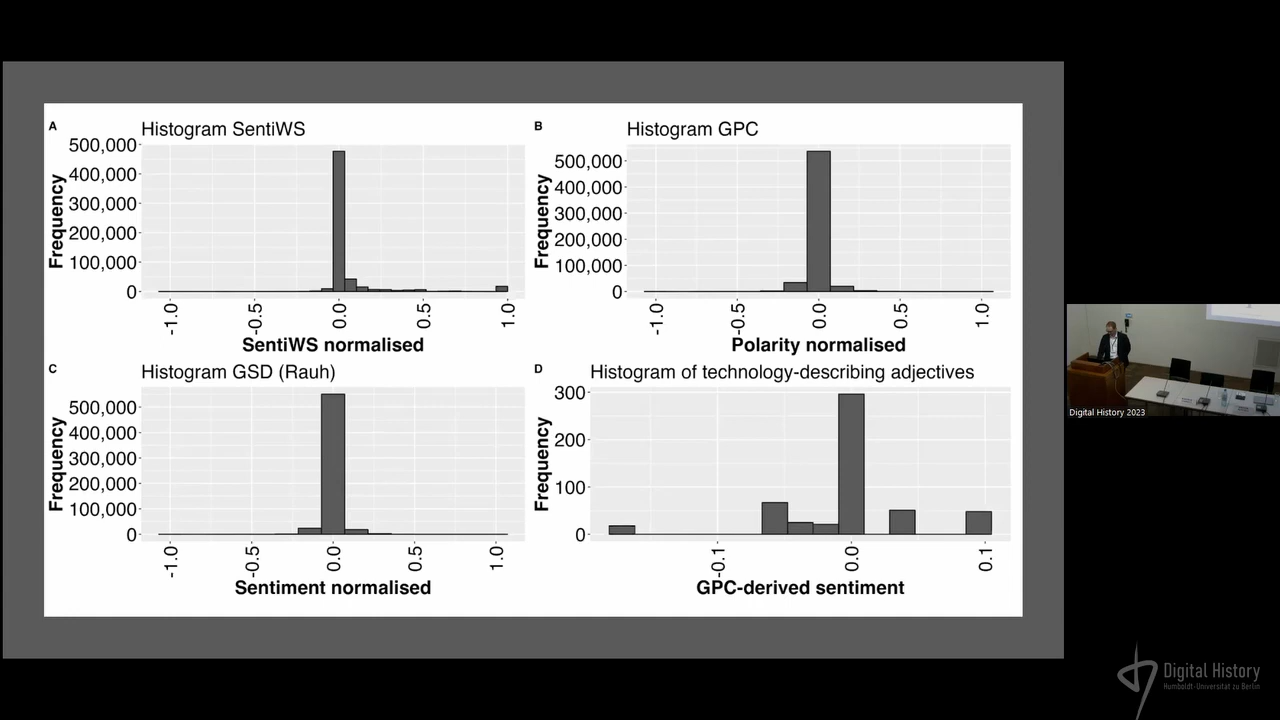 A
Histogram SentiWS
500,000
400,000
300,000
200,000
100,000
0
Frequency
-1.0
-0.5
0.0
0.5
1.0
SentiWS normalised
B
Histogram GPC
500,000
400,000
300,000
200,000
100,000
0
Frequency
-1.0
-0.5
0.0
0.5
1.0
Polarity normalised
C
Histogram GSD (Rauh)
500,000
400,000
300,000
200,000
100,000
0
Frequency
-1.0
-0.5
0.0
0.5
1.0
Sentiment normalised
D
Histogram of technology-describing adjectives
300
200
100
0
Frequency
-0.1
0.0
0.1
GPC-derived sentiment
Digital History 2023
Digital History
Humboldt-Universität zu Berlin